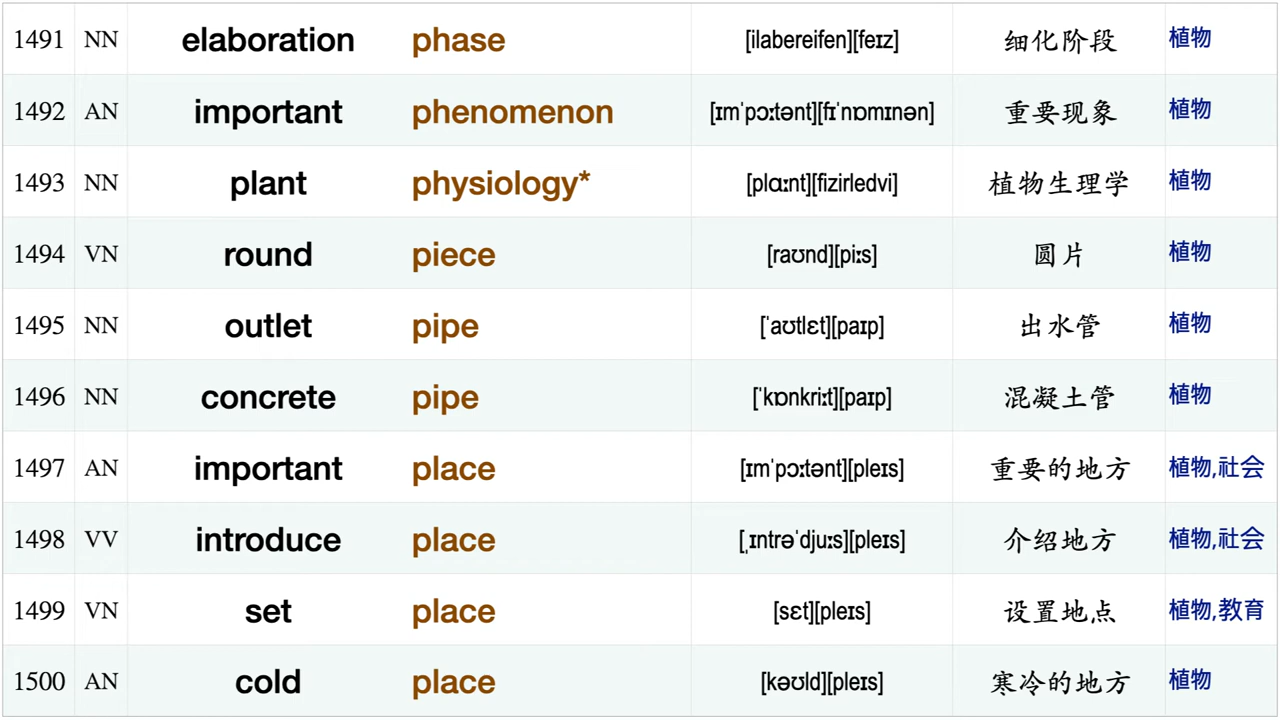 1491 NN elaboration phase [ilabereifen][feɪz] 细化阶段 植物
1492 AN important phenomenon [ɪmˈpɔːtənt][fɪˈnɒmɪnən] 重要现象 植物
1493 NN plant physiology* [plɑːnt][fizirledvi] 植物生理学 植物
1494 VN round piece [raʊnd][piːs] 圆片 植物
1495 NN outlet pipe [ˈaʊtlɛt][paɪp] 出水管 植物
1496 NN concrete pipe [ˈkɒnkriːt][paɪp] 混凝土管 植物
1497 AN important place [ɪmˈpɔːtənt][pleɪs] 重要的地方 植物,社会
1498 VV introduce place [ˌɪntrəˈdjuːs][pleɪs] 介绍地方 植物,社会
1499 VN set place [sɛt][pleɪs] 设置地点 植物,教育
1500 AN cold place [kəʊld][pleɪs] 寒冷的地方 植物